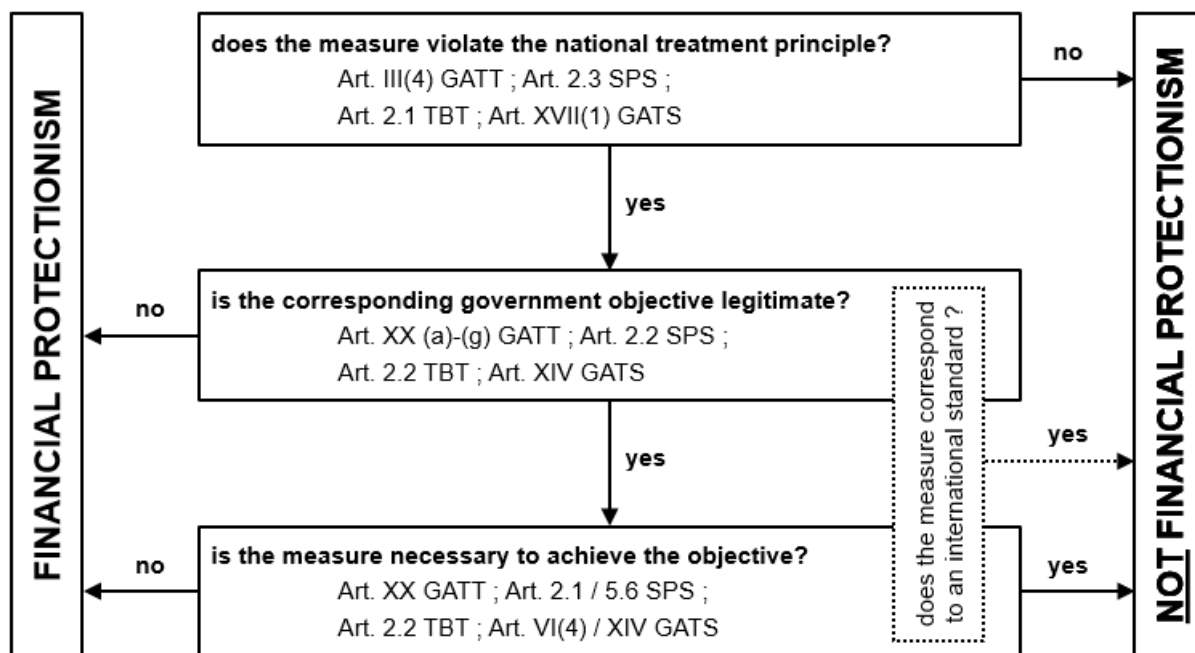 FINANCIAL PROTECTIONISM
does the measure violate the national treatment principle?
Art. III(4) GATT ; Art. 2.3 SPS ;
Art. 2.1 TBT ; Art. XVII(1) GATS
no
yes
is the corresponding government objective legitimate?
Art. XX (a)-(g) GATT ; Art. 2.2 SPS ;
Art. 2.2 TBT ; Art. XIV GATS
no
yes
does the measure correspond
to an international standard ?
yes
is the measure necessary to achieve the objective?
Art. XX GATT ; Art. 2.1 / 5.6 SPS ;
Art. 2.2 TBT ; Art. VI(4) / XIV GATS
no
yes
NOT FINANCIAL PROTECTIONISM